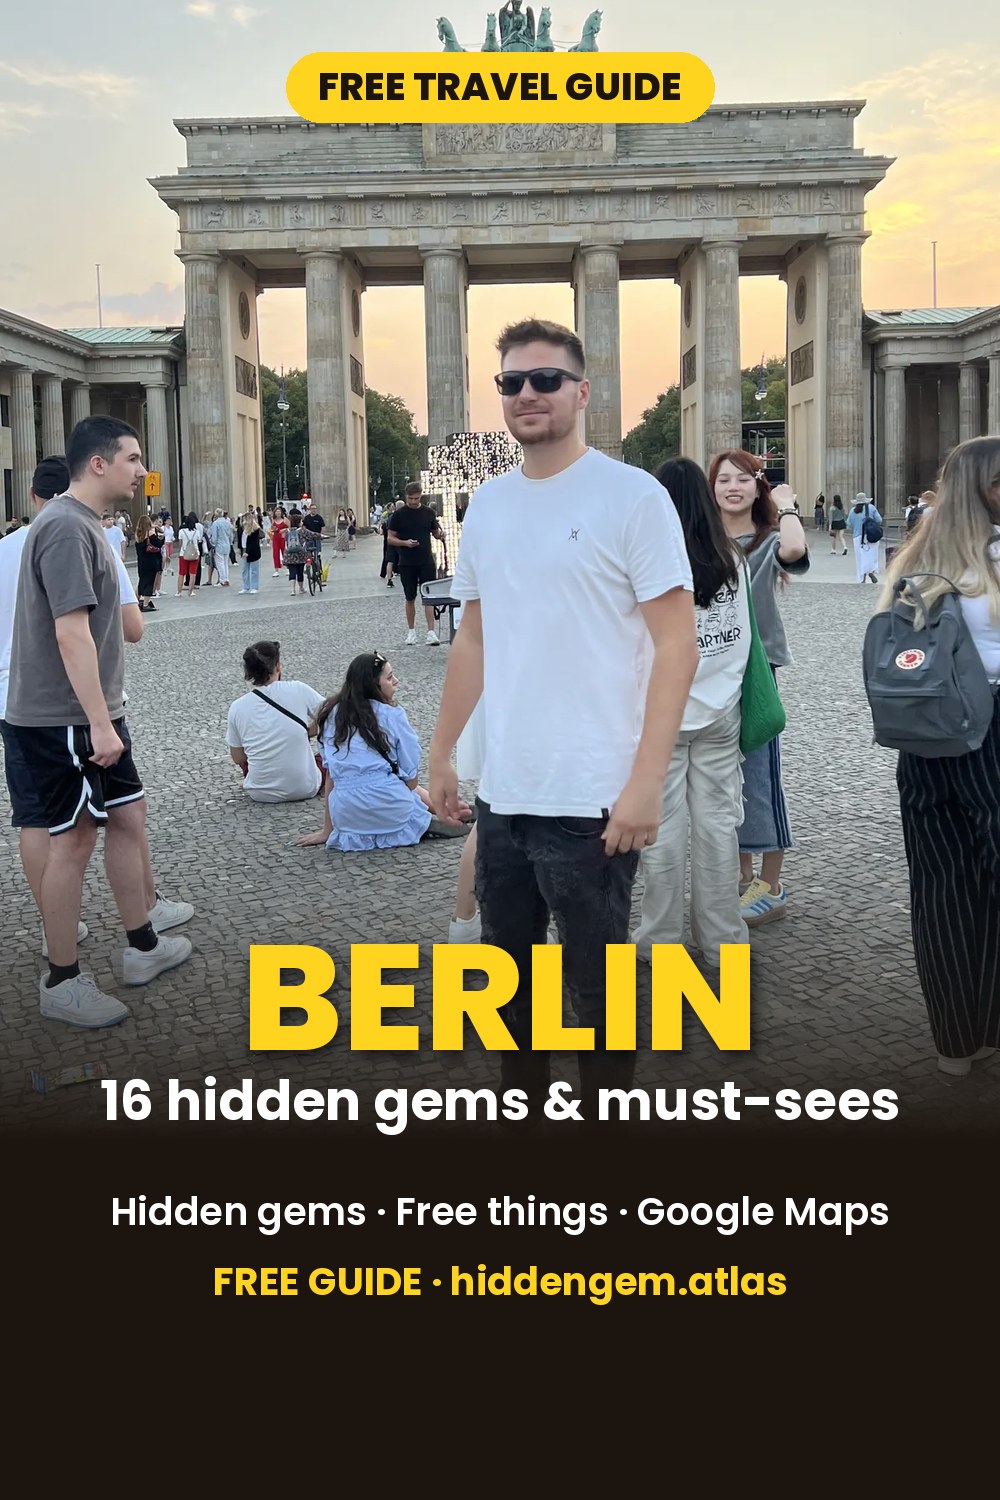 FREE TRAVEL GUIDE
BERLIN
16 hidden gems & must-sees
Hidden gems · Free things · Google Maps
FREE GUIDE · hiddengem.atlas